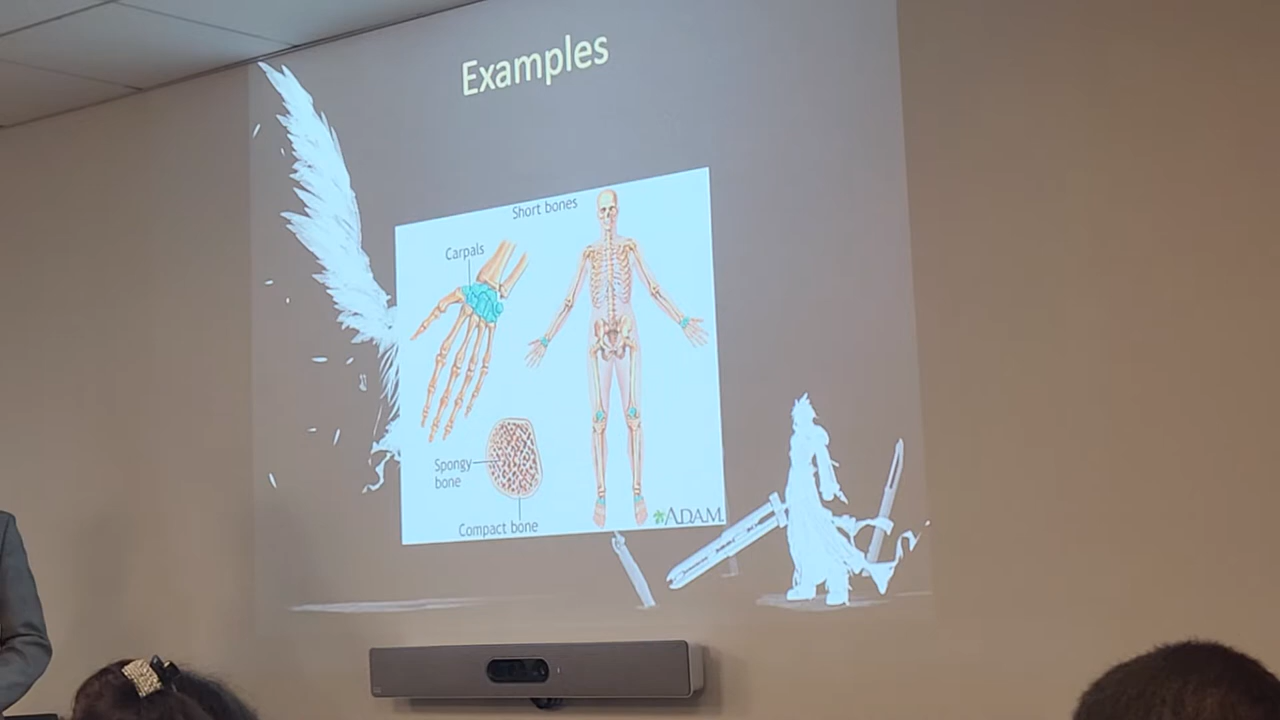 Examples
Short bones
Carpals
Spongy
bone
Compact bone
ADAM